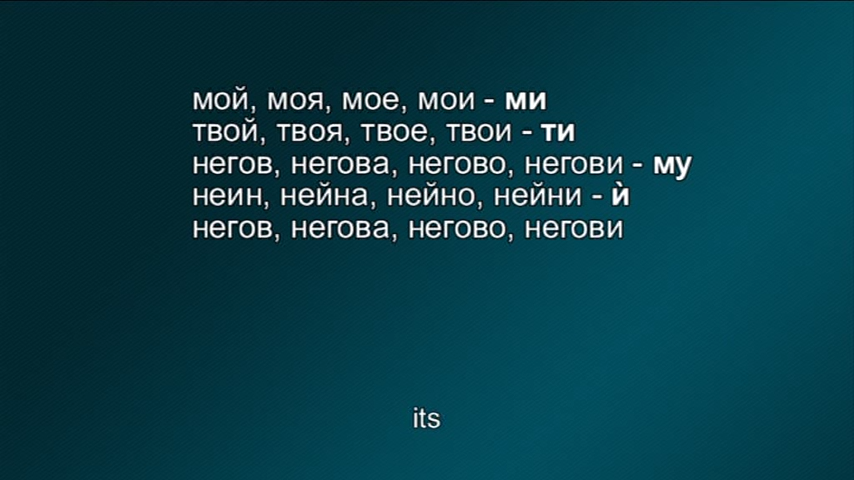 мой, моя, мое, мои - ми
твой, твоя, твое, твои - ти
негов, негова, негово, негови - му
неин, нейна, нейно, нейни - ѝ
негов, негова, негово, негови
its